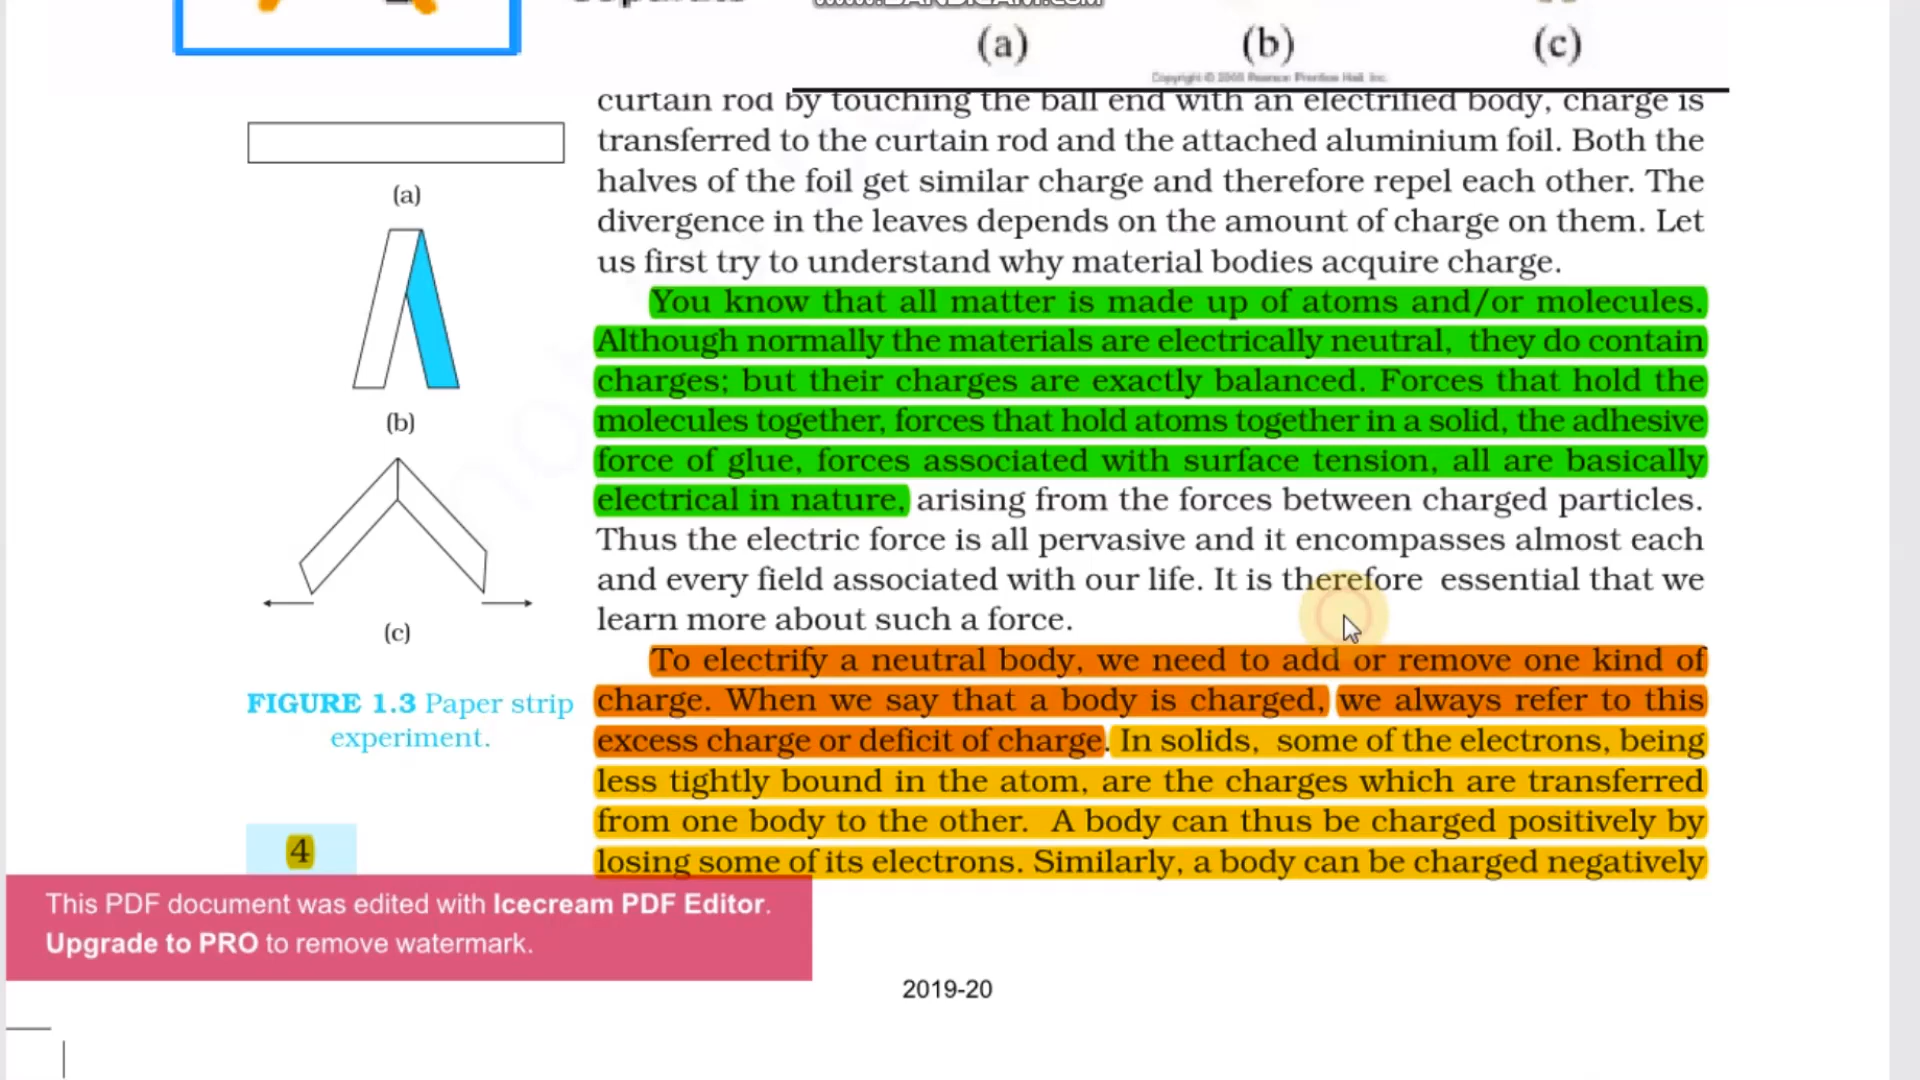 www.BANDICAM.com
(a)
(b)
(c)
Copyright © 2005 Pearson Prentice Hall, Inc.
curtain rod by touching the ball end with an electrified body, charge is
transferred to the curtain rod and the attached aluminium foil. Both the
halves of the foil get similar charge and therefore repel each other. The
divergence in the leaves depends on the amount of charge on them. Let
us first try to understand why material bodies acquire charge.
You know that all matter is made up of atoms and/or molecules.
Although normally the materials are electrically neutral, they do contain
charges; but their charges are exactly balanced. Forces that hold the
molecules together, forces that hold atoms together in a solid, the adhesive
force of glue, forces associated with surface tension, all are basically
electrical in nature, arising from the forces between charged particles.
Thus the electric force is all pervasive and it encompasses almost each
and every field associated with our life. It is therefore essential that we
learn more about such a force.
To electrify a neutral body, we need to add or remove one kind of
charge. When we say that a body is charged, we always refer to this
excess charge or deficit of charge. In solids, some of the electrons, being
less tightly bound in the atom, are the charges which are transferred
from one body to the other. A body can thus be charged positively by
losing some of its electrons. Similarly, a body can be charged negatively
(a)
(b)
(c)
FIGURE 1.3 Paper strip
experiment.
4
This PDF document was edited with Icecream PDF Editor.
Upgrade to PRO to remove watermark.
2019-20